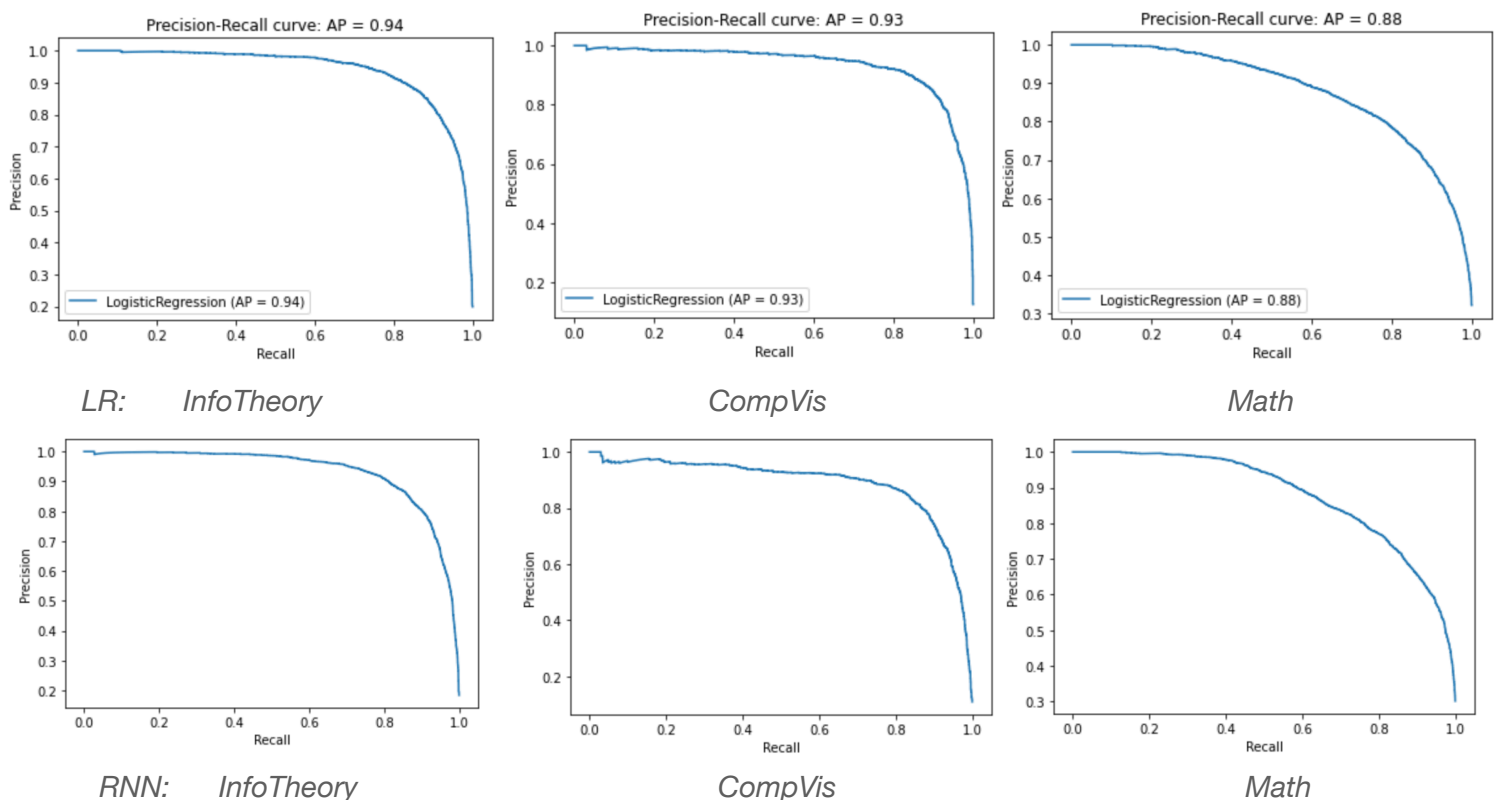 Precision-Recall curve: AP = 0.94
1.0
0.9
0.8
0.7
0.6
0.5
0.4
0.3
0.2
Precision
LogisticRegression (AP = 0.94)
0.0 0.2 0.4 0.6 0.8 1.0
Recall
Precision-Recall curve: AP = 0.93
1.0
0.8
0.6
0.4
0.2
Precision
LogisticRegression (AP = 0.93)
0.0 0.2 0.4 0.6 0.8 1.0
Recall
Precision-Recall curve: AP = 0.88
1.0
0.9
0.8
0.7
0.6
0.5
0.4
0.3
Precision
LogisticRegression (AP = 0.88)
0.0 0.2 0.4 0.6 0.8 1.0
Recall
LR: InfoTheory CompVis Math
1.0
0.9
0.8
0.7
0.6
0.5
0.4
0.3
0.2
Precision
0.0 0.2 0.4 0.6 0.8 1.0
Recall
1.0
0.8
0.6
0.4
0.2
Precision
0.0 0.2 0.4 0.6 0.8 1.0
Recall
1.0
0.9
0.8
0.7
0.6
0.5
0.4
0.3
Precision
0.0 0.2 0.4 0.6 0.8 1.0
Recall
RNN: InfoTheory CompVis Math